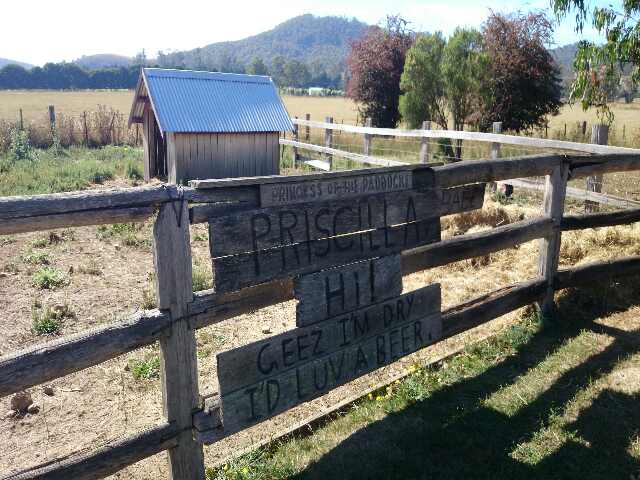 PRINCESS OF THE PADDOCK!
PRISCILLA.
HI!
GEEZ I'M DRY.
I'D LUV A BEER.